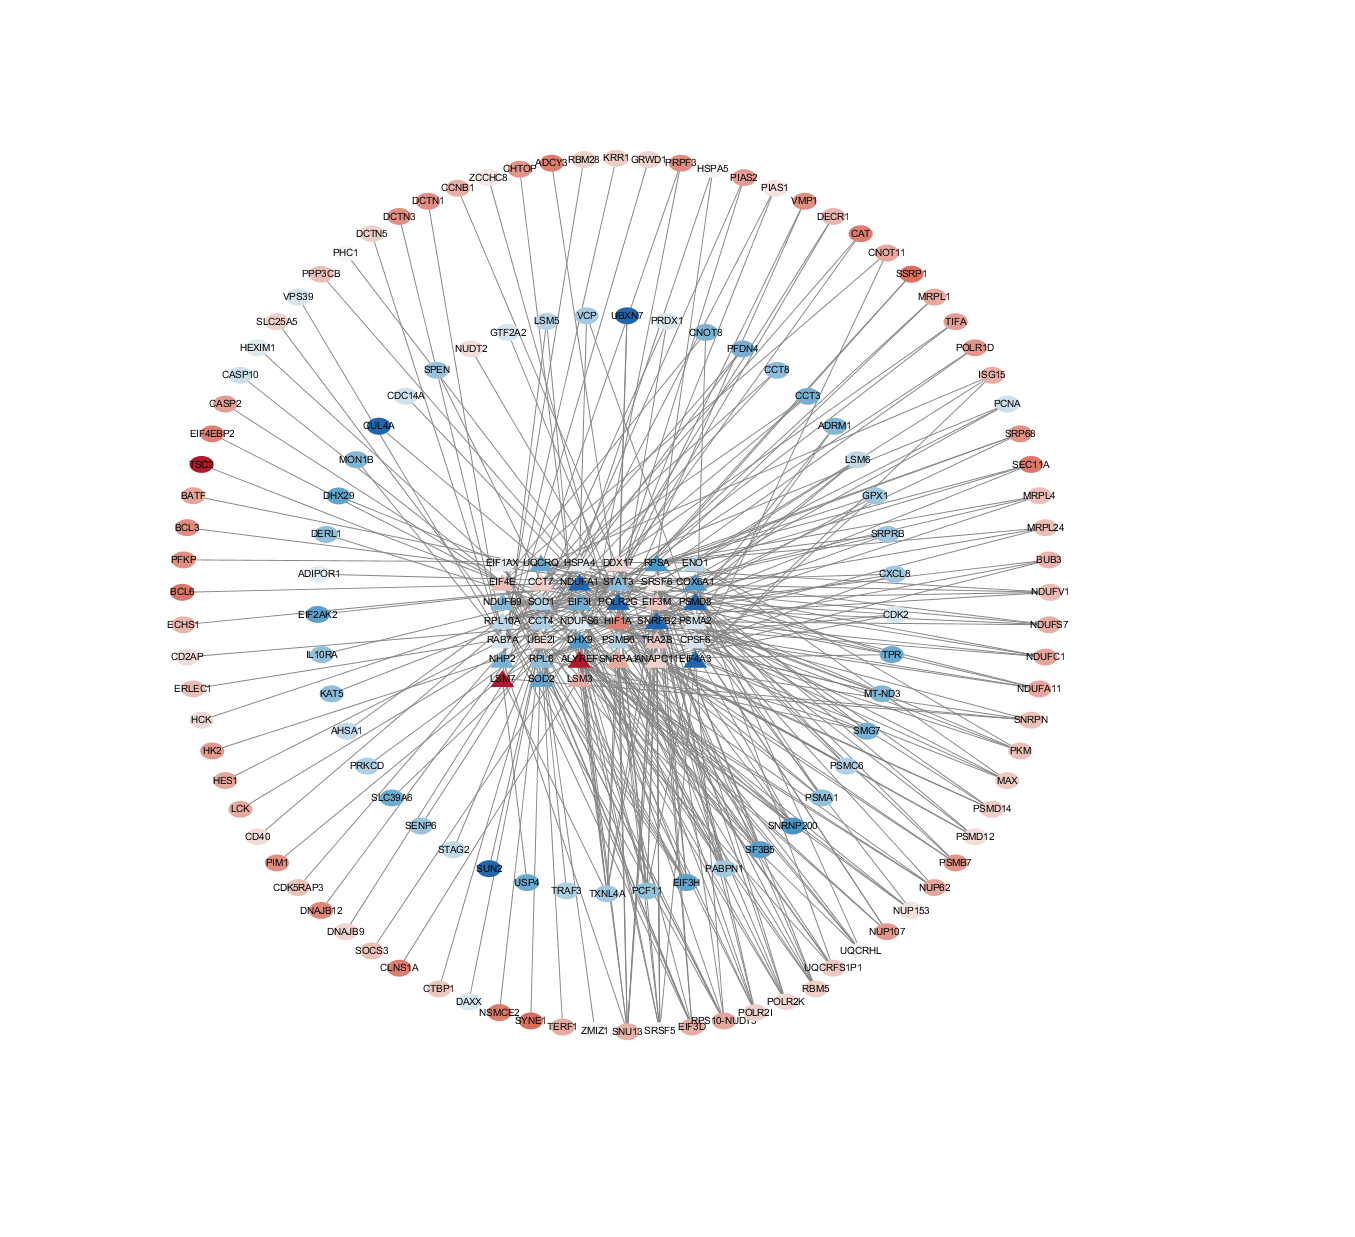 ADCY3
RBM28
KRR1
GRWD1
PRPF3
HSPA5
PIAS2
PIAS1
VMP1
DECR1
CAT
CNOT11
SSRP1
MRPL1
TIFA
POLR1D
ISG15
PCNA
SRP68
SEC11A
MRPL4
MRPL24
BUB3
NDUFV1
NDUFS7
NDUFC1
NDUFA11
SNRPN
PKM
MAX
PSMD14
PSMD12
PSMB7
NUP62
NUP153
NUP107
UQCRHL
UQCRFS1P1
RBM5
POLR2K
POLR2I
EIF3D
SRSF5
SNU13
ZMIZ1
TERF1
SYNE1
NSMCE2
DAXX
CTBP1
CLNS1A
SOCS3
DNAJB9
DNAJB12
CDK5RAP3
PIM1
CD40
LCK
HES1
HK2
HCK
ERLEC1
CD2AP
ECHS1
BCL6
PFKP
BCL3
BATF
TSC2
EIF4EBP2
CASP2
CASP10
HEXIM1
SLC25A5
VPS39
PPP3CB
PHC1
DCTN5
DCTN3
DCTN1
CCNB1
ZCCHC8
CHTOP
LSM5
VCP
UBXN7
PRDX1
CNOT8
PFDN4
CCT8
CCT3
ADRM1
LSM6
GPX1
SRPRB
CXCL8
CDK2
TPR
MT-ND3
SMG7
PSMC6
PSMA1
SNRNP200
SF3B5
PABPN1
EIF3H
PCF11
TXNL4A
TRAF3
USP4
SUN2
STAG2
SENP6
SLC39A6
PRKCD
AHSA1
KAT5
IL10RA
EIF2AK2
ADIPOR1
DERL1
DHX29
MON1B
CUL4A
CDC14A
SPEN
NUDT2
GTF2A2
EIF1AX UQCRQ HSPA4 DDX17 RPSA ENO1
EIF4E CCT7 NDUFA1 STAT3 SRSF6 COX6A1
NDUFB9 SOD1 EIF3I POLR2G EIF3M PSMD8
RPL10A CCT4 NDUFS6 HIF1A SNRPB2 PSMA2
RAB7A UBE2I DHX9 PSMB6 TRA2B CPSF6
NHP2 RPL8 ALYREF ANAPC11 EIF4A3
LSM7 SOD2 LSM3